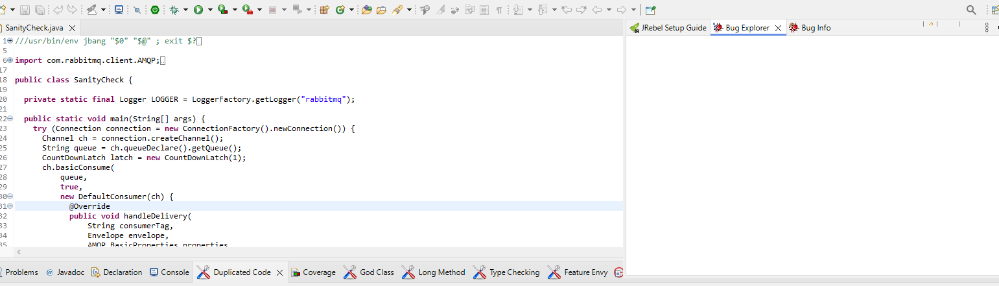 SanityCheck.java
JRebel Setup Guide Bug Explorer Bug Info
1 ///usr/bin/env jbang "$0" "$@" ; exit $?
5
6 import com.rabbitmq.client.AMQP;
17
18 public class SanityCheck {
19
20 private static final Logger LOGGER = LoggerFactory.getLogger("rabbitmq");
21
22 public static void main(String[] args) {
23 try (Connection connection = new ConnectionFactory().newConnection()) {
24 Channel ch = connection.createChannel();
25 String queue = ch.queueDeclare().getQueue();
26 CountDownLatch latch = new CountDownLatch(1);
27 ch.basicConsume(
28 queue,
29 true,
30 new DefaultConsumer(ch) {
31 @Override
32 public void handleDelivery(
33 String consumerTag,
34 Envelope envelope,
35 AMQP.BasicProperties properties
Problems Javadoc Declaration Console Duplicated Code Coverage God Class Long Method Type Checking Feature Envy